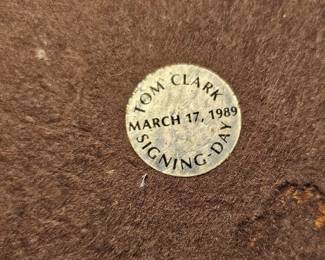 TOM CLARK
MARCH 17, 1989
SIGNING-DAY